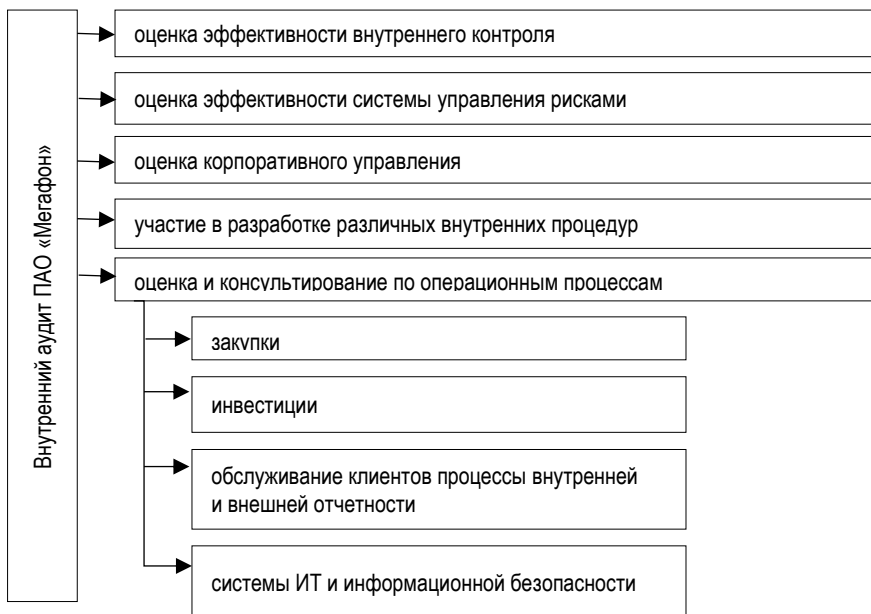 Внутренний аудит ПАО «Мегафон»
оценка эффективности внутреннего контроля
оценка эффективности системы управления рисками
оценка корпоративного управления
участие в разработке различных внутренних процедур
оценка и консультирование по операционным процессам
закупки
инвестиции
обслуживание клиентов процессы внутренней
и внешней отчетности
системы ИТ и информационной безопасности